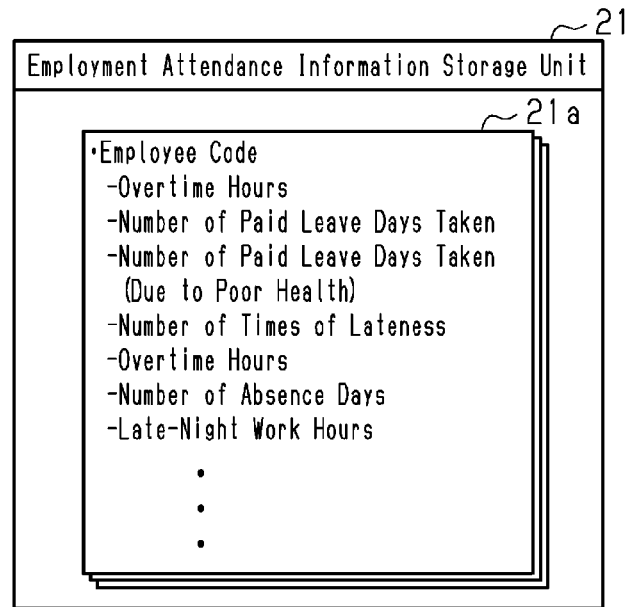 21
Employment Attendance Information Storage Unit
21a
・Employee Code
-Overtime Hours
-Number of Paid Leave Days Taken
-Number of Paid Leave Days Taken
(Due to Poor Health)
-Number of Times of Lateness
-Overtime Hours
-Number of Absence Days
-Late-Night Work Hours